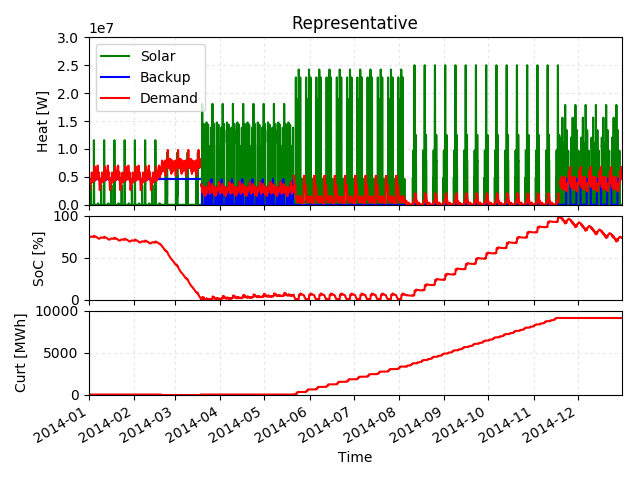 Representative
1e7
Heat [W]
3.0
2.5
2.0
1.5
1.0
0.5
0.0
Solar
Backup
Demand
SoC [%]
100
50
0
Curt [MWh]
10000
5000
0
2014-01
2014-02
2014-03
2014-04
2014-05
2014-06
2014-07
2014-08
2014-09
2014-10
2014-11
2014-12
Time